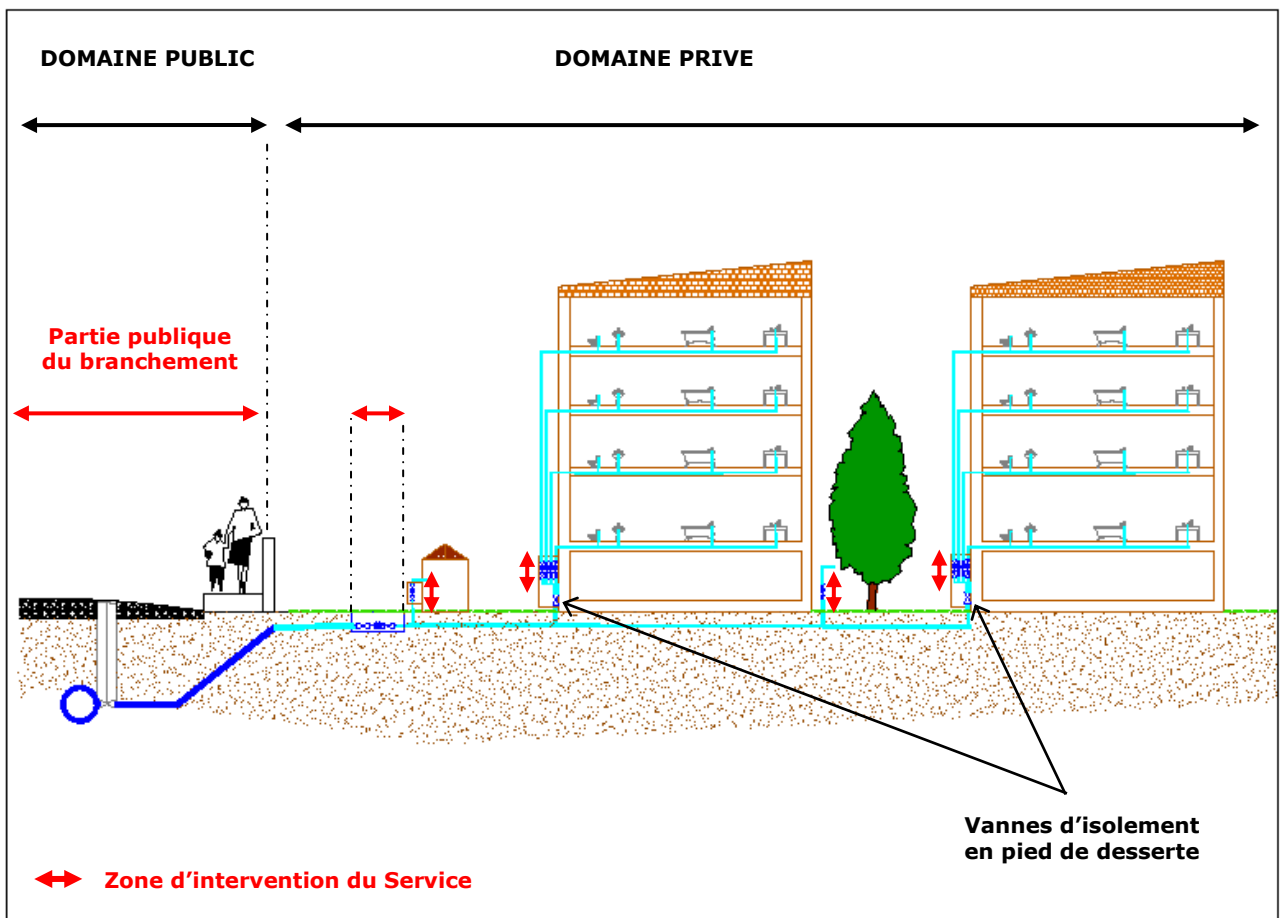 DOMAINE PUBLIC
DOMAINE PRIVE
Partie publique
du branchement
Vannes d’isolement
en pied de desserte
Zone d’intervention du Service